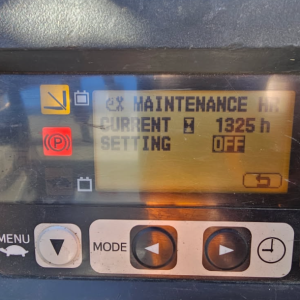 MAINTENANCE HR
CURRENT 1325 h
SETTING OFF
P
MENU
MODE